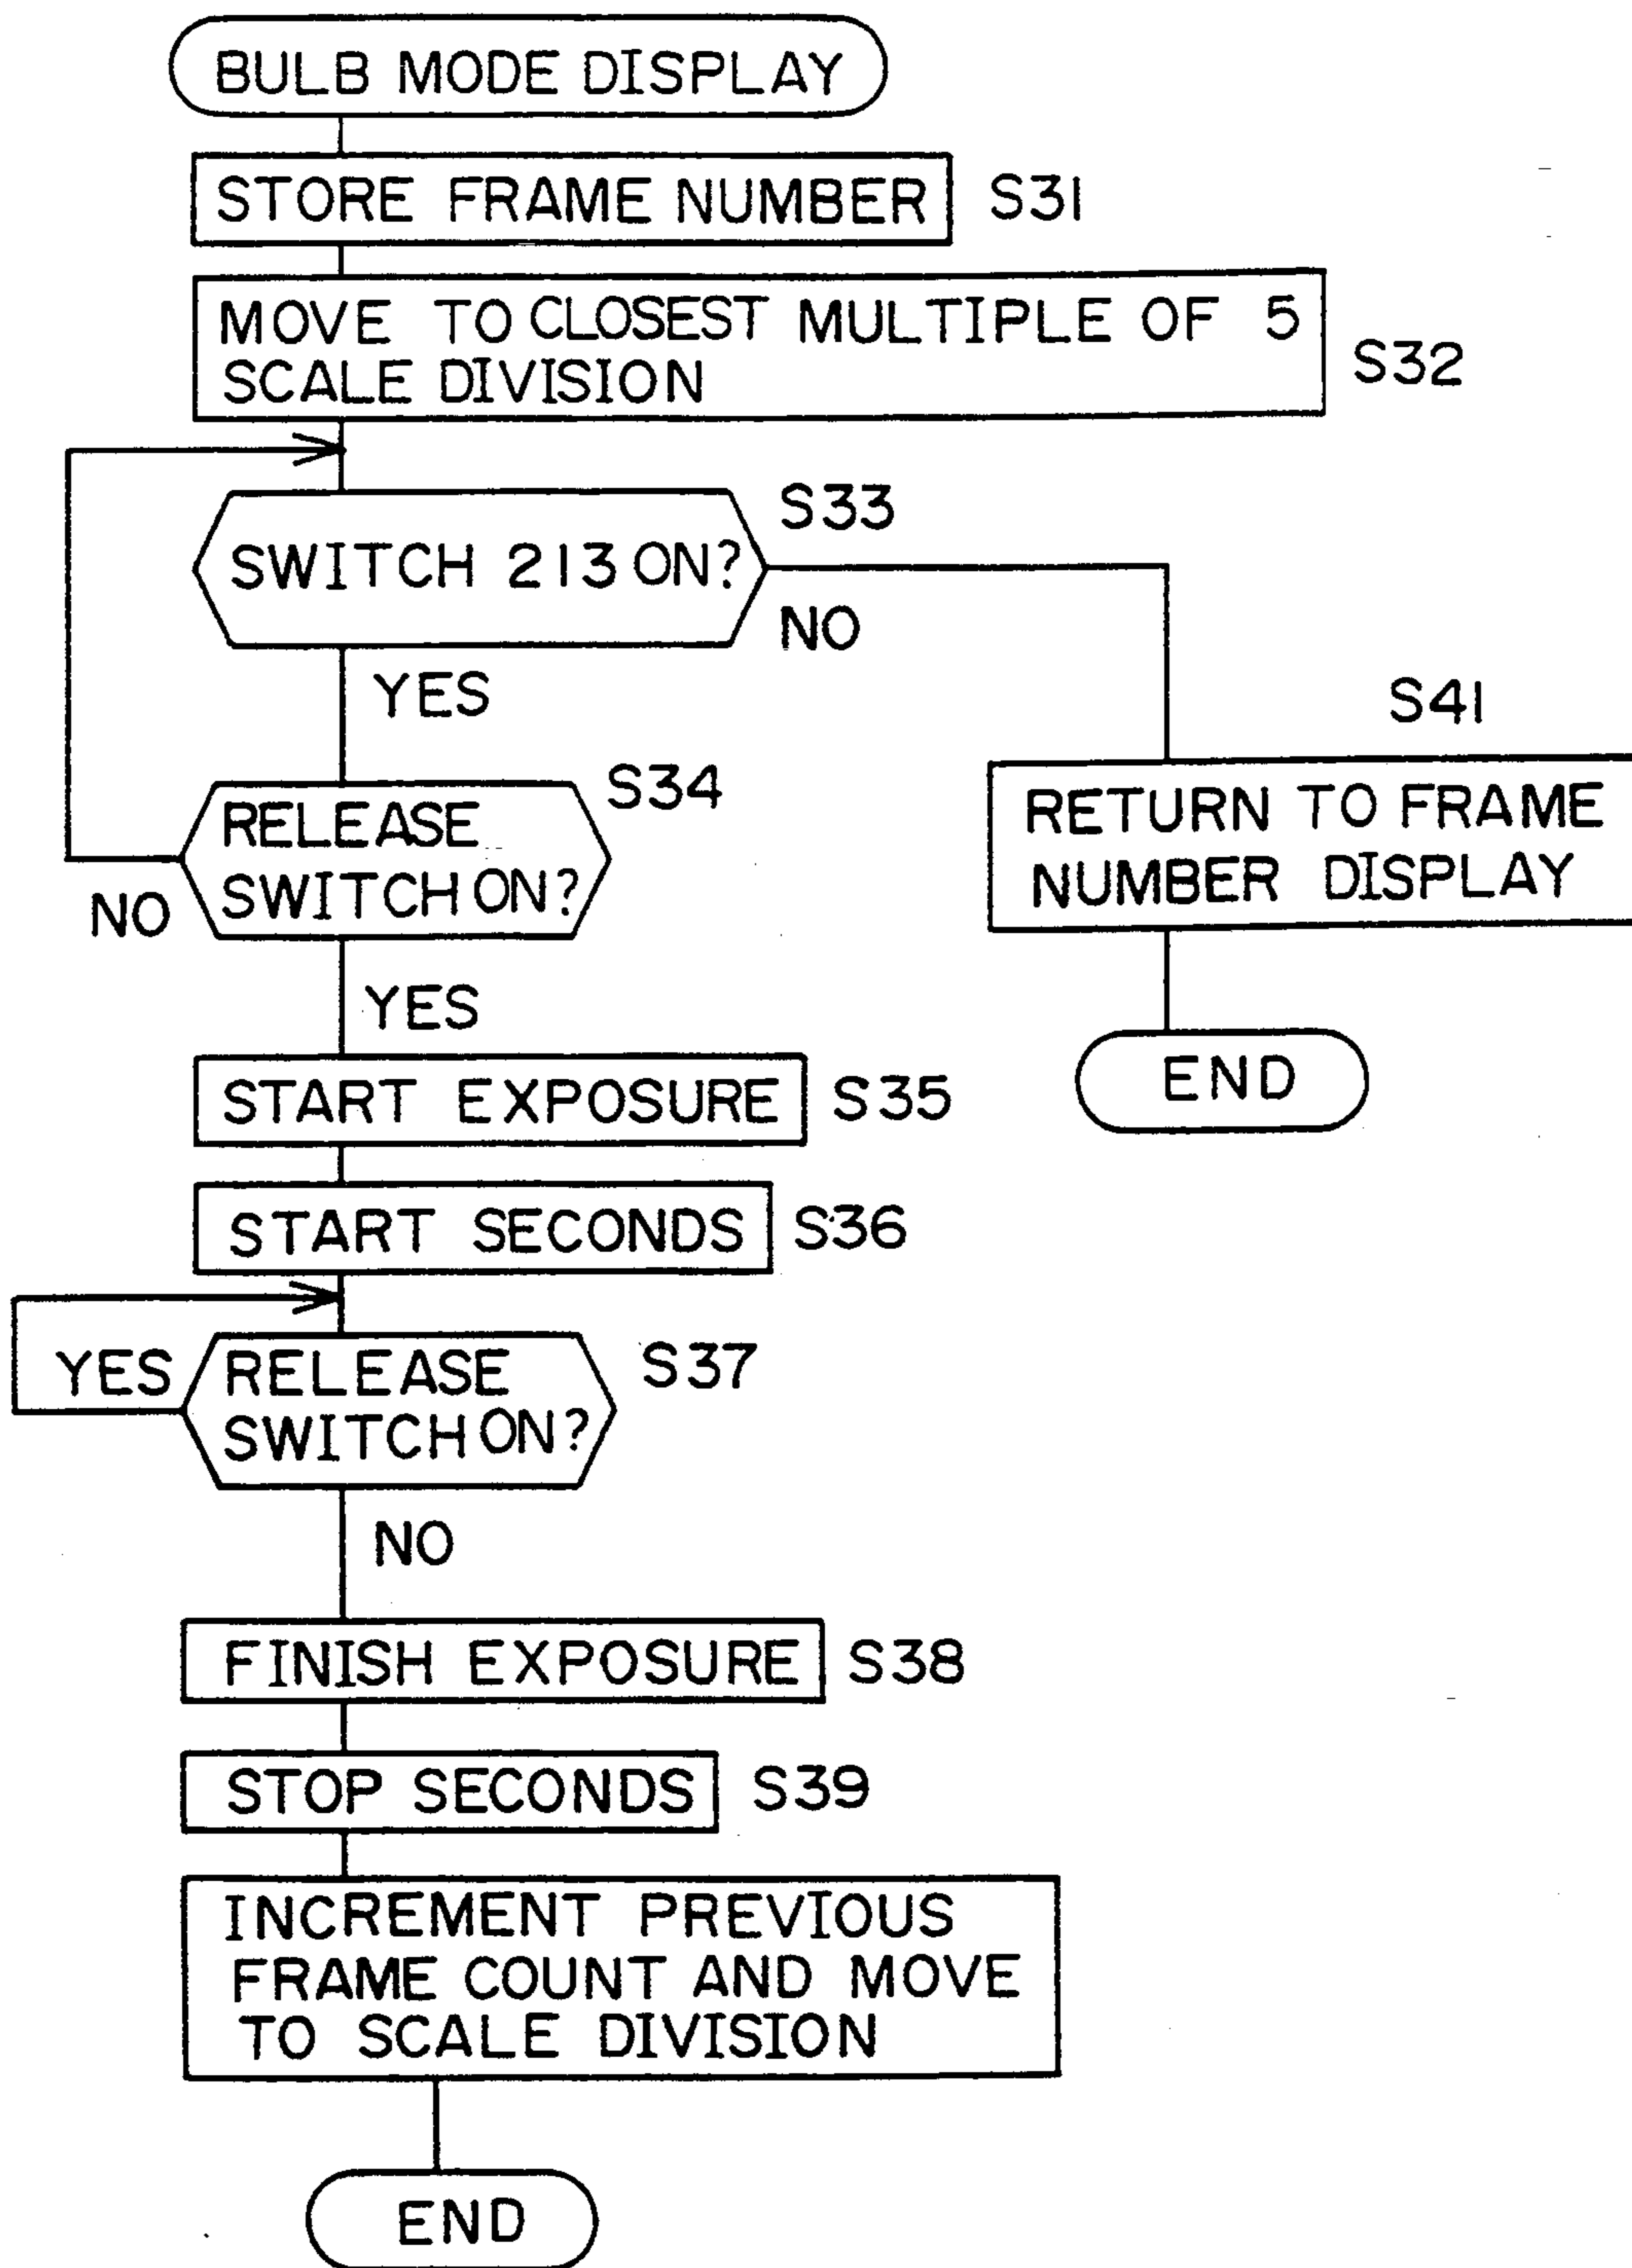 BULB MODE DISPLAY
STORE FRAME NUMBER
S31
MOVE TO CLOSEST MULTIPLE OF 5
SCALE DIVISION
S32
S33
SWITCH 213 ON?
NO
YES
S41
S34
RELEASE
SWITCH ON?
NO
RETURN TO FRAME
NUMBER DISPLAY
YES
END
START EXPOSURE
S35
START SECONDS
S36
YES
RELEASE
SWITCH ON?
S37
NO
FINISH EXPOSURE
S38
STOP SECONDS
S39
INCREMENT PREVIOUS
FRAME COUNT AND MOVE
TO SCALE DIVISION
END